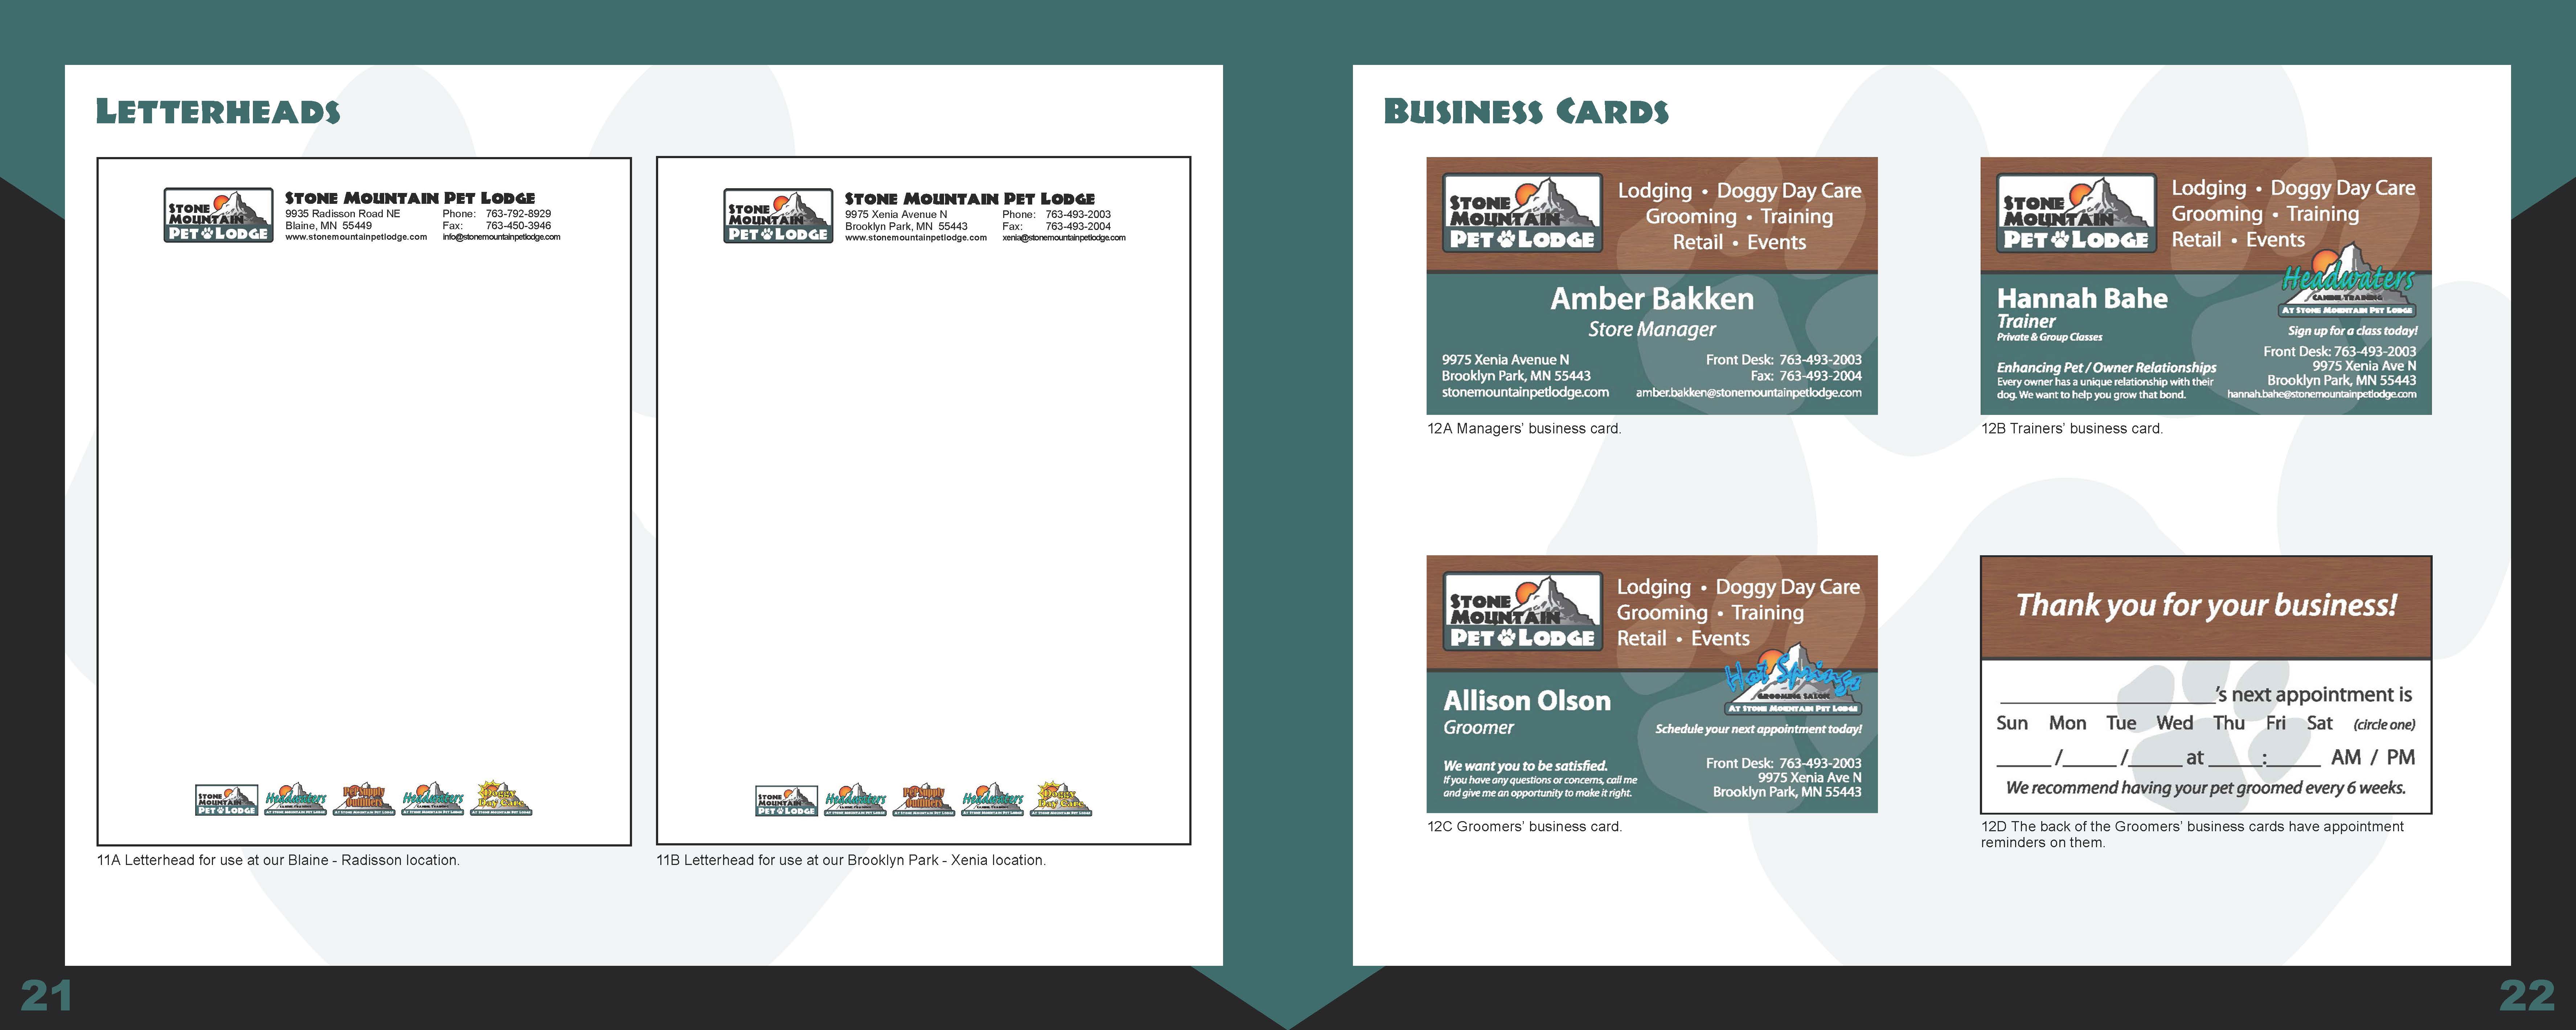 LETTERHEADS
STONE
MOUNTAIN
PET LODGE
STONE MOUNTAIN PET LODGE
9935 Radisson Road NE Phone: 763-792-8929
Blaine, MN 55449 Fax: 763-450-3946
www.stonemountainpetlodge.com info@stonemountainpetlodge.com
STONE
MOUNTAIN
PET LODGE
Headwaters
Pet Supply
Outfitters
Headwaters
Doggy
Day Care
11A Letterhead for use at our Blaine - Radisson location.
STONE
MOUNTAIN
PET LODGE
STONE MOUNTAIN PET LODGE
9975 Xenia Avenue N Phone: 763-493-2003
Brooklyn Park, MN 55443 Fax: 763-493-2004
www.stonemountainpetlodge.com xenia@stonemountainpetlodge.com
STONE
MOUNTAIN
PET LODGE
Headwaters
Pet Supply
Outfitters
Headwaters
Doggy
Day Care
11B Letterhead for use at our Brooklyn Park - Xenia location.
21
BUSINESS CARDS
STONE
MOUNTAIN
PET LODGE
Lodging • Doggy Day Care
Grooming • Training
Retail • Events
Amber Bakken
Store Manager
9975 Xenia Avenue N Front Desk: 763-493-2003
Brooklyn Park, MN 55443 Fax: 763-493-2004
stonemountainpetlodge.com amber.bakken@stonemountainpetlodge.com
12A Managers’ business card.
STONE
MOUNTAIN
PET LODGE
Lodging • Doggy Day Care
Grooming • Training
Retail • Events
Headwaters
CANINE TRAINING
AT STONE MOUNTAIN PET LODGE
Hannah Bahe
Trainer
Private & Group Classes
Enhancing Pet / Owner Relationships
Every owner has a unique relationship with their
dog. We want to help you grow that bond.
Sign up for a class today!
Front Desk: 763-493-2003
9975 Xenia Ave N
Brooklyn Park, MN 55443
hannah.bahe@stonemountainpetlodge.com
12B Trainers’ business card.
STONE
MOUNTAIN
PET LODGE
Lodging • Doggy Day Care
Grooming • Training
Retail • Events
Hot Springs
GROOMING SALON
AT STONE MOUNTAIN PET LODGE
Allison Olson
Groomer
We want you to be satisfied.
If you have any questions or concerns, call me
and give me an opportunity to make it right.
Schedule your next appointment today!
Front Desk: 763-493-2003
9975 Xenia Ave N
Brooklyn Park, MN 55443
12C Groomers’ business card.
Thank you for your business!
____________________’s next appointment is
Sun Mon Tue Wed Thu Fri Sat (circle one)
_____/_____/_____ at _____:_____ AM / PM
We recommend having your pet groomed every 6 weeks.
12D The back of the Groomers’ business cards have appointment
reminders on them.
22